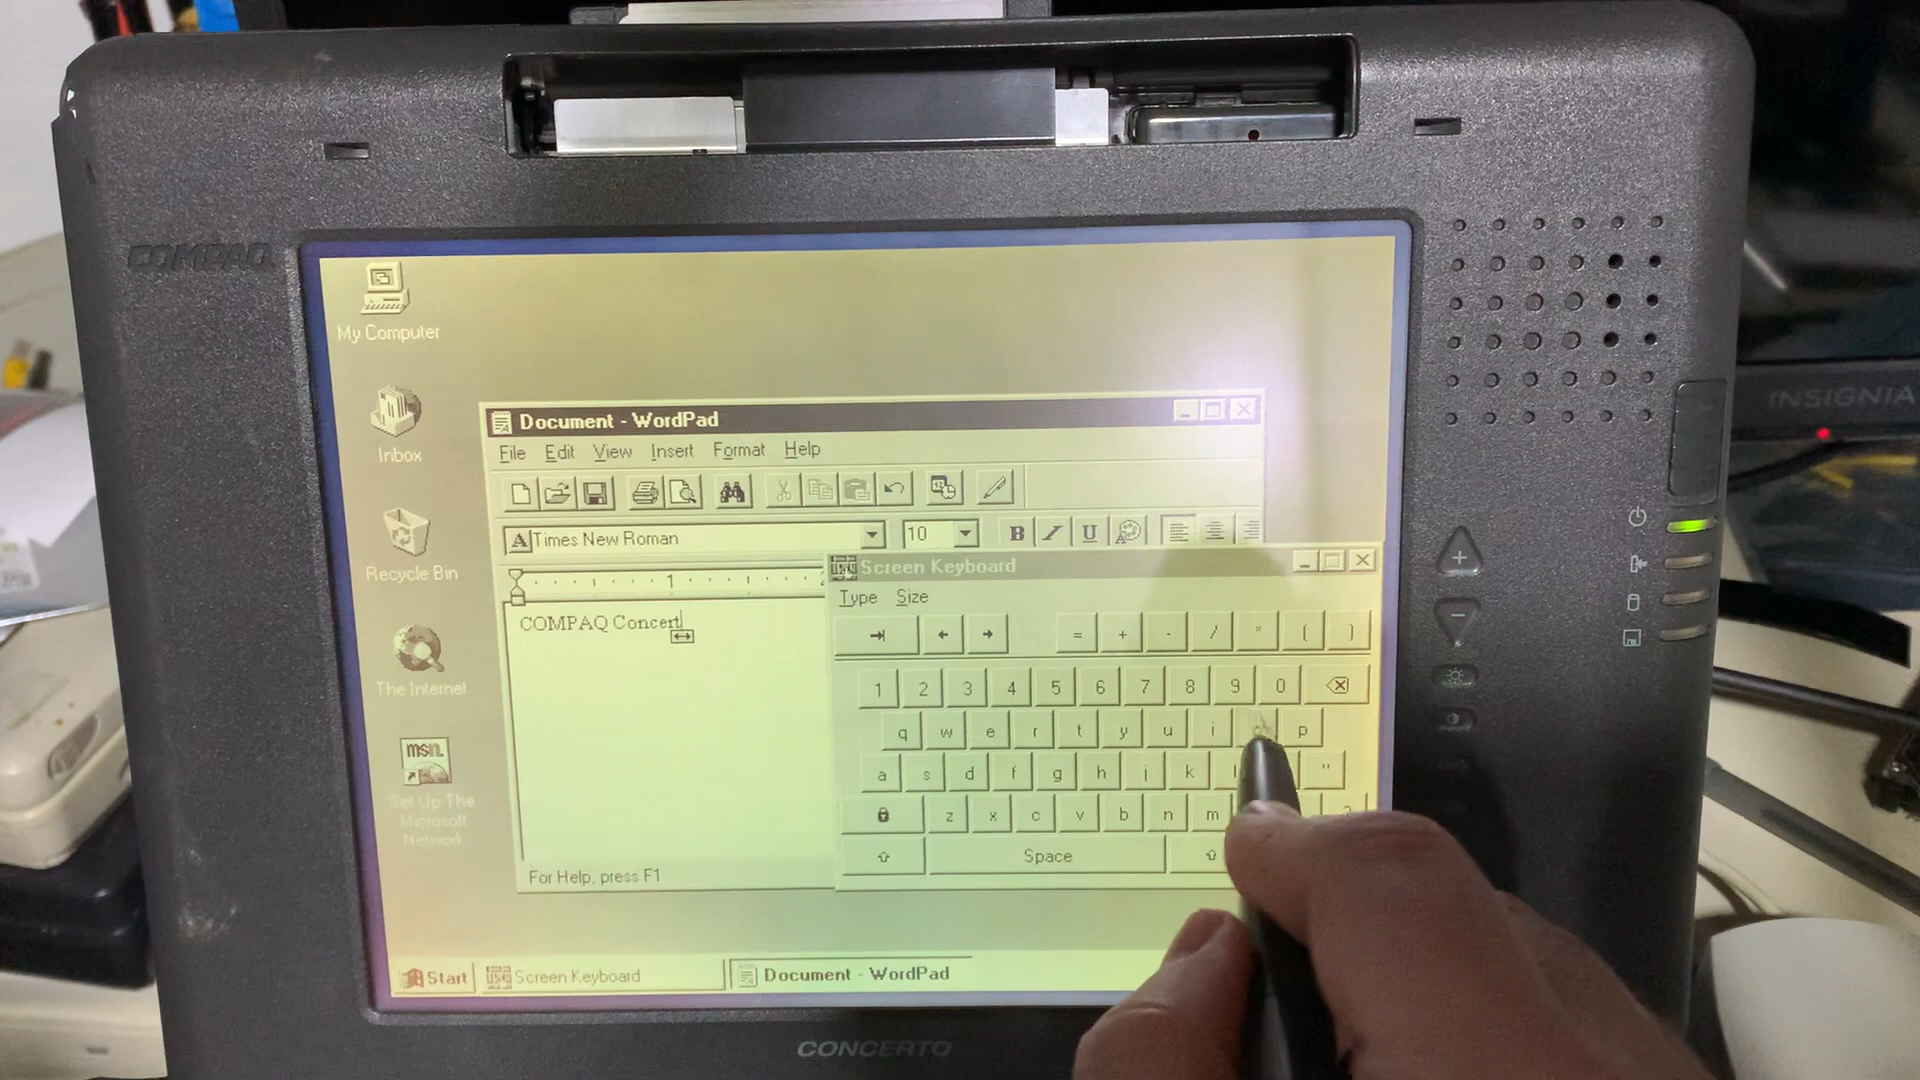 COMPAQ
INSIGNIA
My Computer
Inbox
Recycle Bin
The Internet
msn.
Set Up The
Microsoft
Network
Document - WordPad
File Edit View Insert Format Help
Times New Roman
10
B I U
1
COMPAQ Concert
For Help, press F1
Screen Keyboard
Type Size
= + - / * ( )
1 2 3 4 5 6 7 8 9 0
q w e r t y u i p
a s d f g h j k l "
z x c v b n m ?
Space
Start
Screen Keyboard
Document - WordPad
+
-
CONCERTO